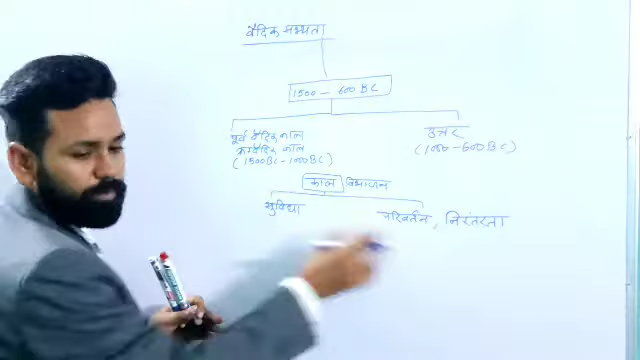 वैदिक सभ्यता
1500 – 600 BC
पूर्व वैदिक काल
ऋग्वैदिक काल
(1500 BC - 1000 BC)
उत्तर
(1000 - 600 BC)
काल विभाजन
सुविधा
परिवर्तन, निरंतरता